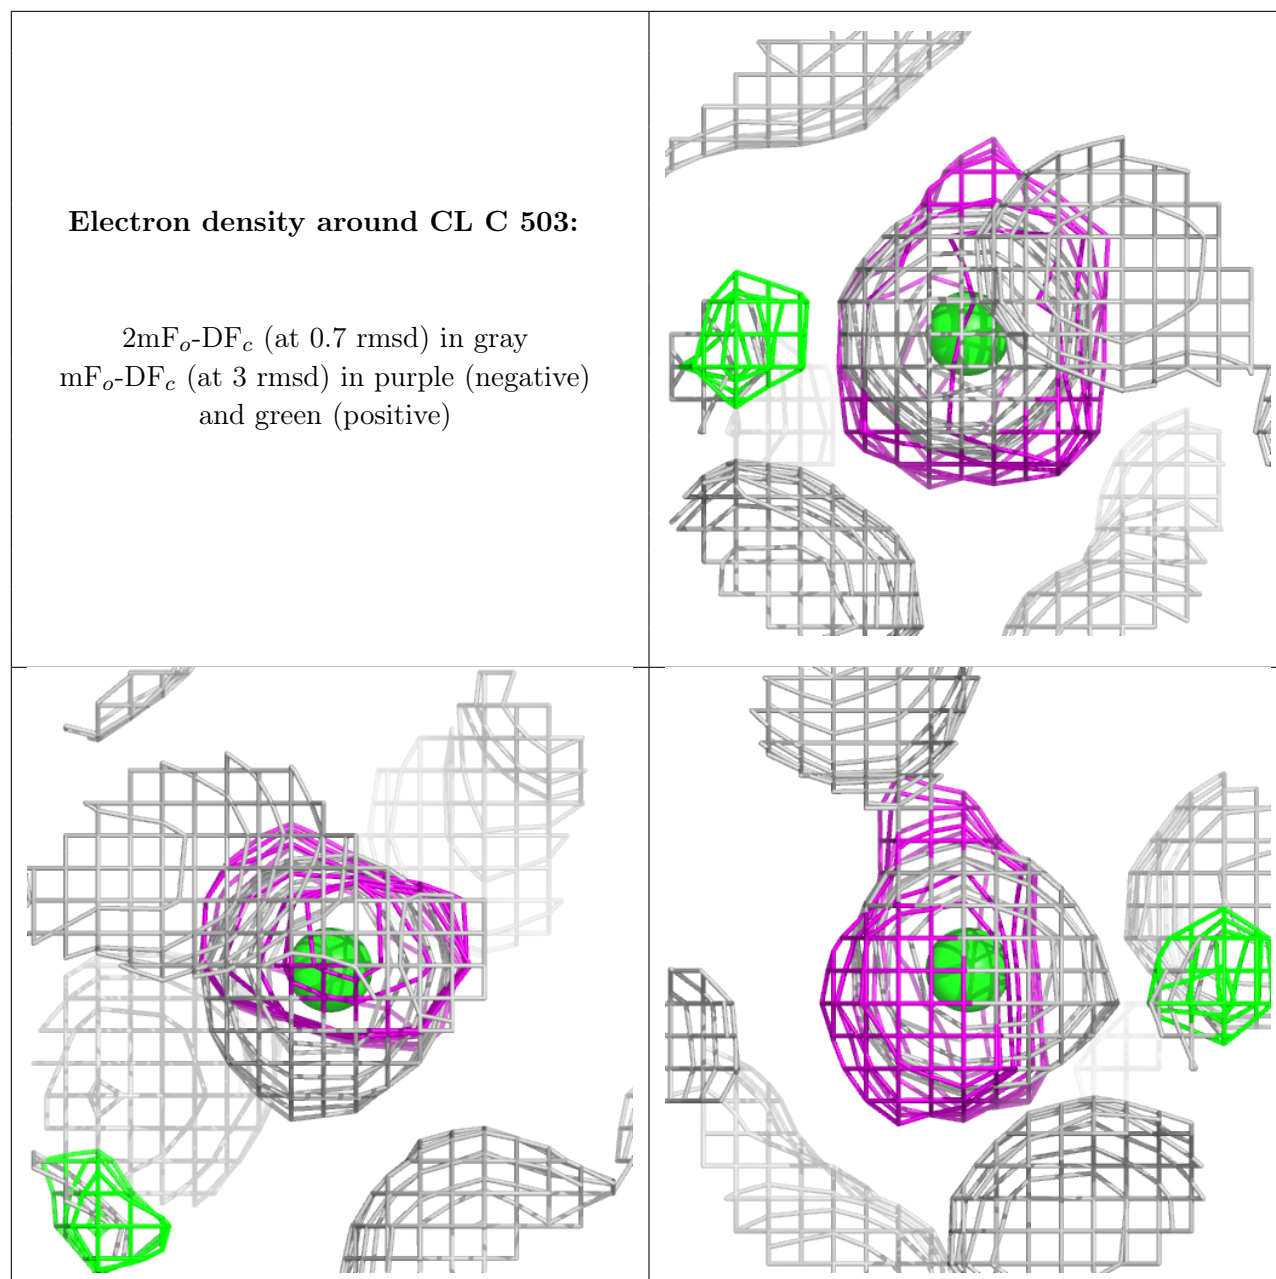 Electron density around CL C 503:
2mFo-DFc (at 0.7 rmsd) in gray
mFo-DFc (at 3 rmsd) in purple (negative)
and green (positive)